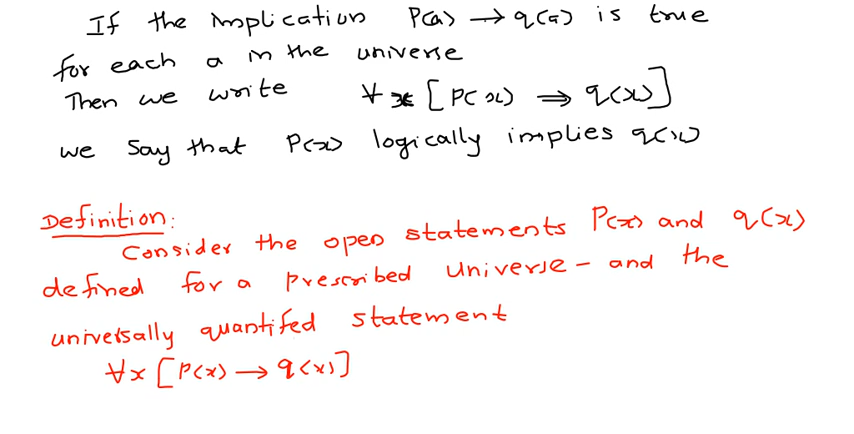 If the implication P(a) → q(a) is true
for each a in the universe
Then we write ∀x [P(x) ⇒ q(x)]
we say that P(x) logically implies q(x)
Definition:
Consider the open statements P(x) and q(x)
defined for a prescribed universe - and the
universally quantifed statement
∀x [P(x) → q(x)]